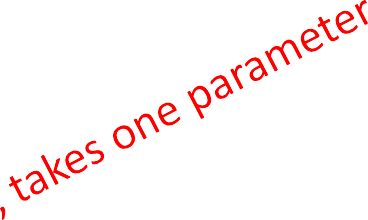 , takes one parameter